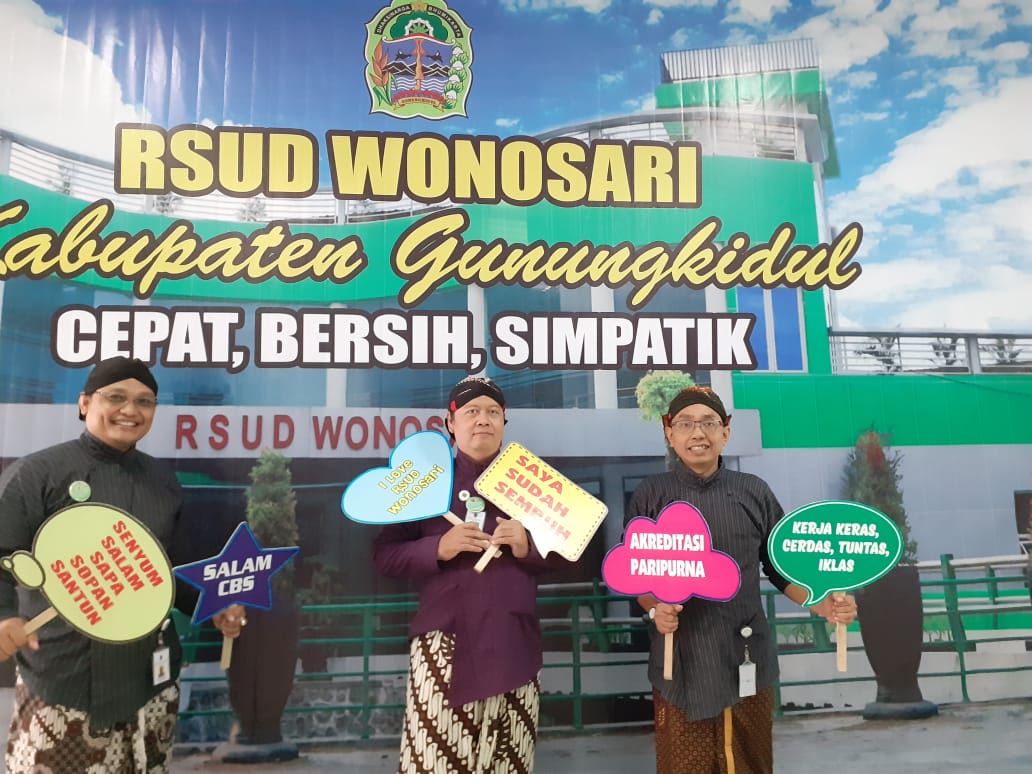 RSUD WONOSARI
Kabupaten Gunungkidul
CEPAT, BERSIH, SIMPATIK
RSUD WONOS
I Love
RSUD
Wonosari
SAYA
SUDAH
SEMBUH
SENYUM
SALAM
SAPA
SOPAN
SANTUN
SALAM
CBS
AKREDITASI
PARIPURNA
KERJA KERAS,
CERDAS, TUNTAS,
IKLAS